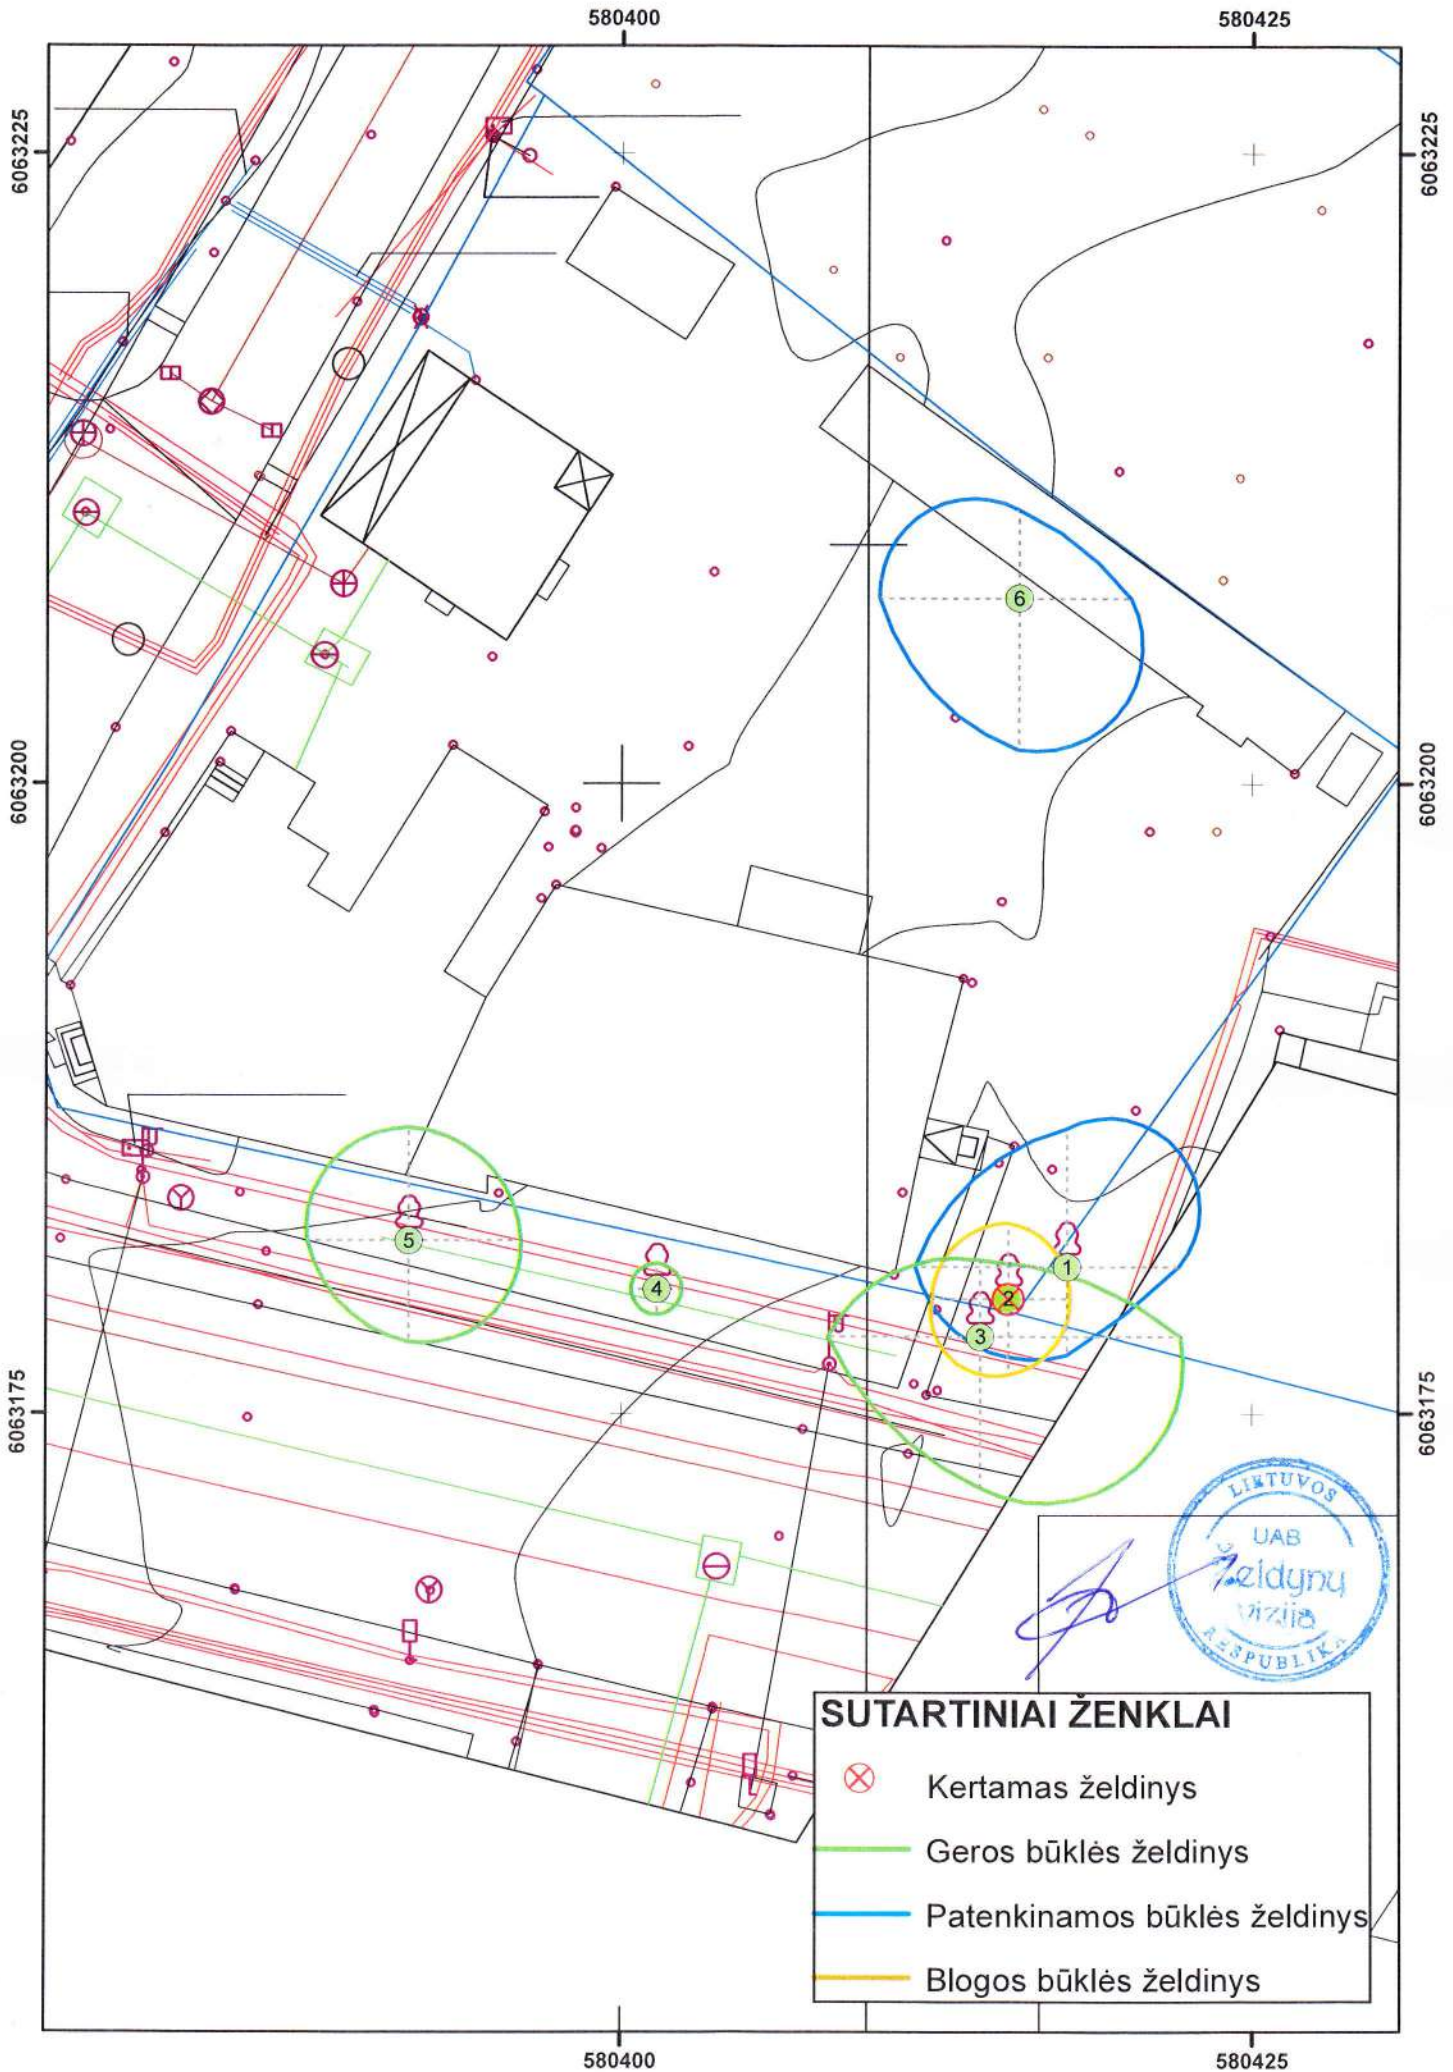 580400
580425
6063225
6063225
6
6063200
6063200
5
4
1
2
3
6063175
6063175
LIETUVOS
UAB
Želdynų
vizija
RESPUBLIKA
SUTARTINIAI ŽENKLAI
Kertamas želdinys
Geros būklės želdinys
Patenkinamos būklės želdinys
Blogos būklės želdinys
580400
580425